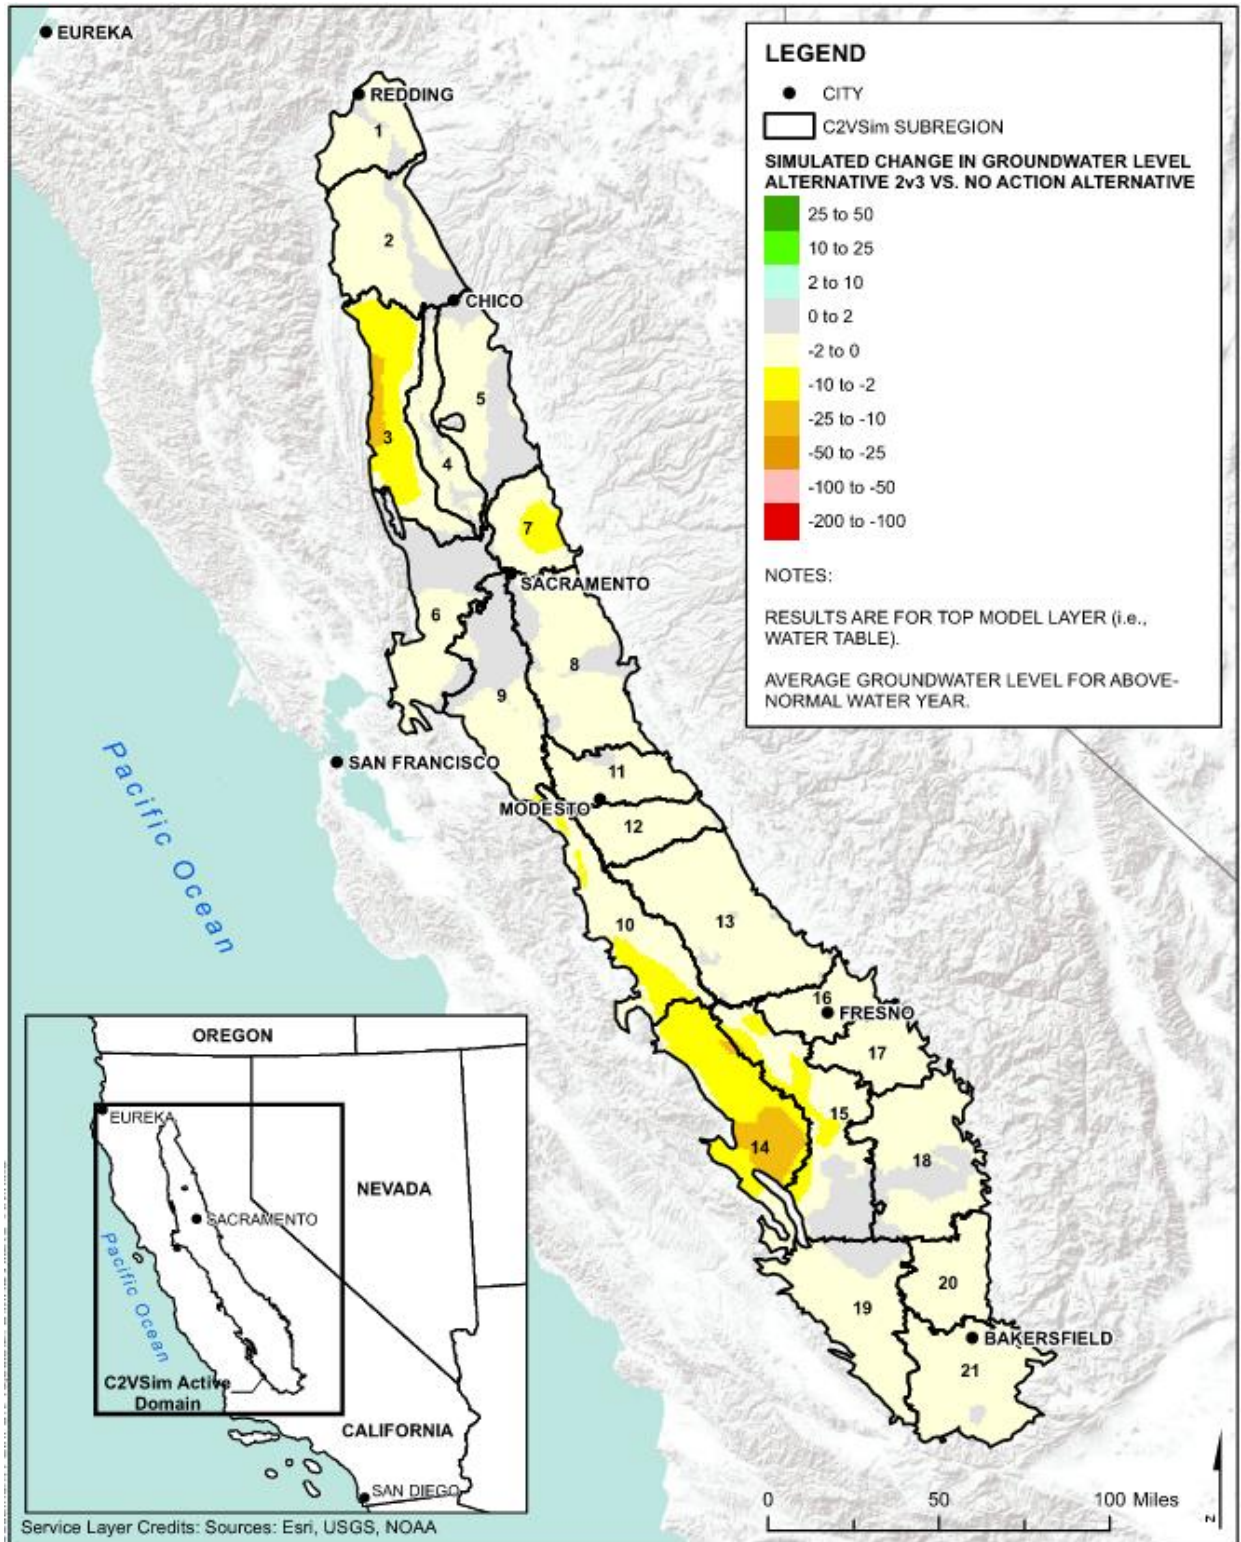 EUREKA
REDDING
1
2
CHICO
5
3
4
7
SACRAMENTO
6
8
9
SAN FRANCISCO
11
MODESTO
12
13
10
16
FRESNO
17
15
14
18
19
20
BAKERSFIELD
21
Pacific Ocean
LEGEND
CITY
C2VSim SUBREGION
SIMULATED CHANGE IN GROUNDWATER LEVEL
ALTERNATIVE 2v3 VS. NO ACTION ALTERNATIVE
25 to 50
10 to 25
2 to 10
0 to 2
-2 to 0
-10 to -2
-25 to -10
-50 to -25
-100 to -50
-200 to -100
NOTES:
RESULTS ARE FOR TOP MODEL LAYER (i.e.,
WATER TABLE).
AVERAGE GROUNDWATER LEVEL FOR ABOVE-
NORMAL WATER YEAR.
OREGON
EUREKA
NEVADA
SACRAMENTO
Pacific Ocean
C2VSim Active
Domain
CALIFORNIA
SAN DIEGO
Service Layer Credits: Sources: Esri, USGS, NOAA
0 50 100 Miles
N